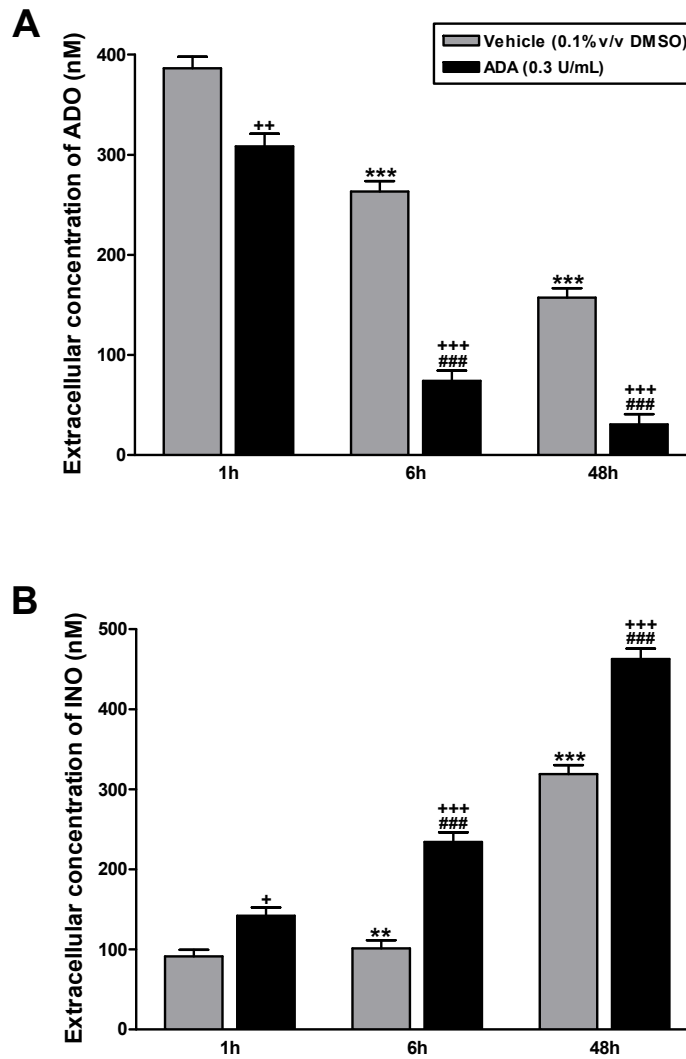 A
Extracellular concentration of ADO (nM)
Vehicle (0.1% v/v DMSO)
ADA (0.3 U/mL)
400
300
200
100
0
++
***
+++
###
***
+++
###
1h
6h
48h
B
Extracellular concentration of INO (nM)
500
400
300
200
100
0
+
**
+++
###
***
+++
###
1h
6h
48h